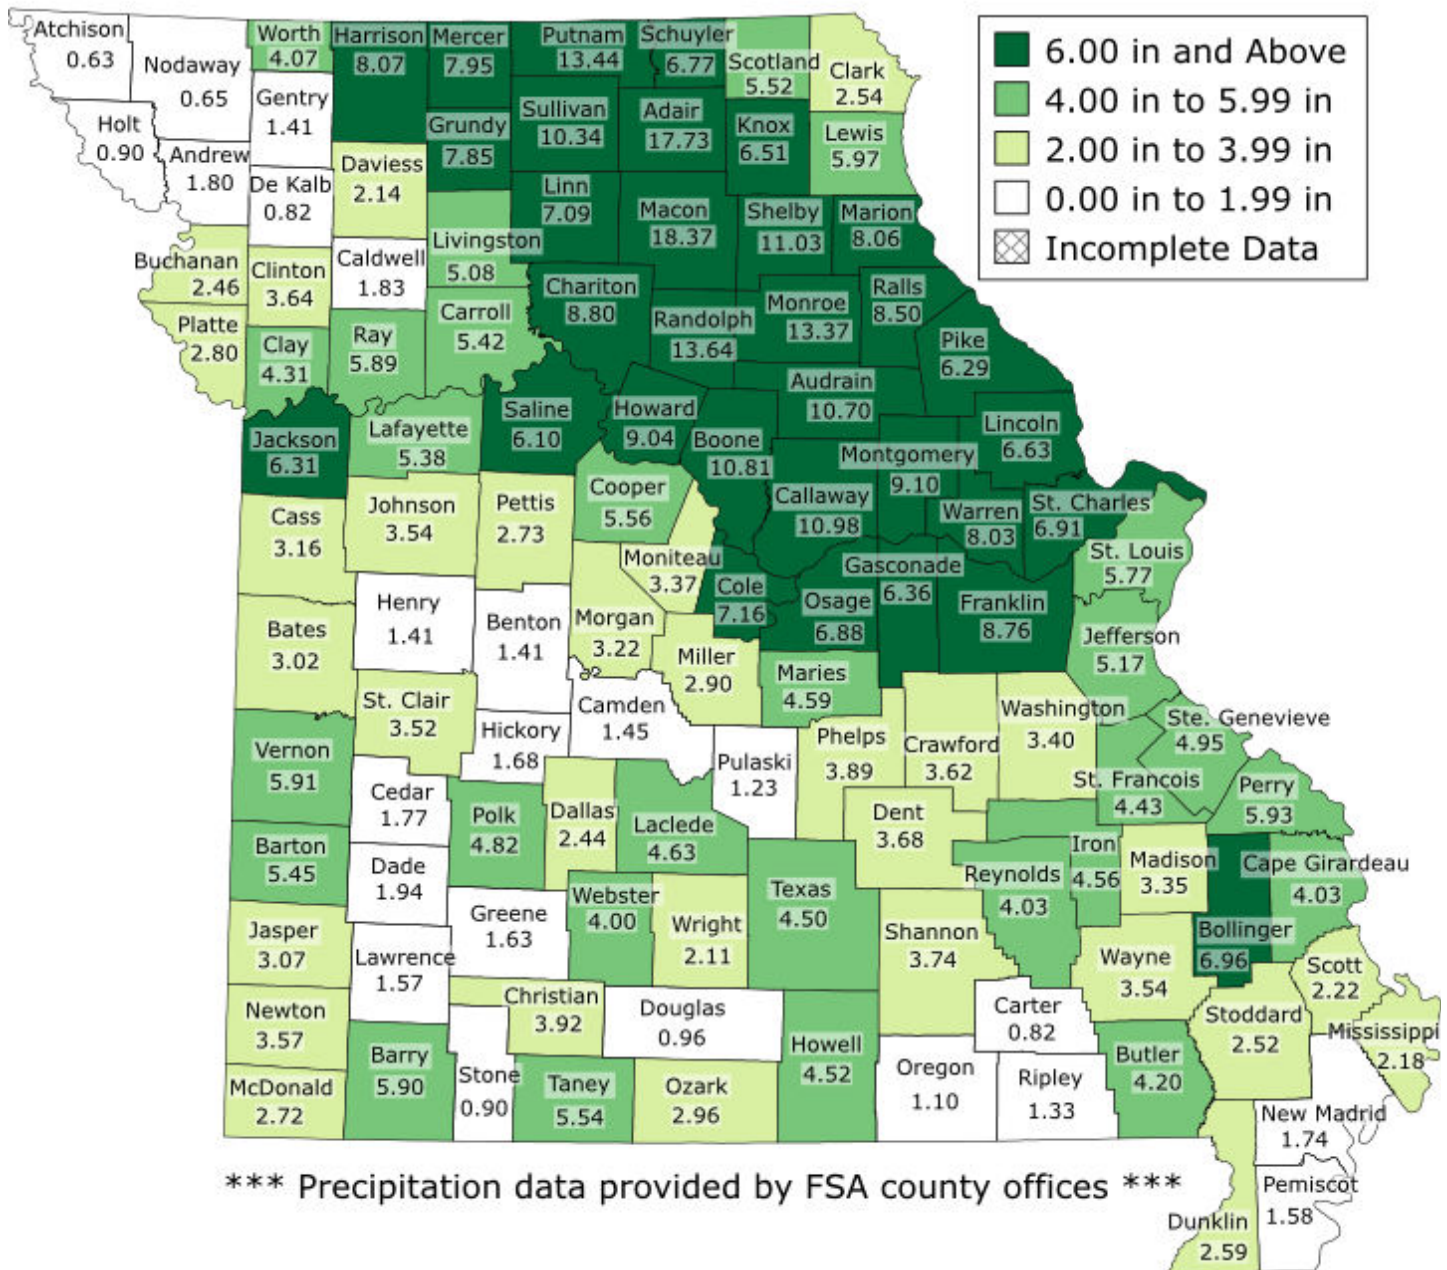 Atchison
0.63
Nodaway
0.65
Worth
4.07
Harrison
8.07
Mercer
7.95
Putnam
13.44
Schuyler
6.77
Scotland
5.52
Clark
2.54
6.00 in and Above
4.00 in to 5.99 in
2.00 in to 3.99 in
0.00 in to 1.99 in
Incomplete Data
Holt
0.90
Andrew
1.80
Gentry
1.41
De Kalb
0.82
Daviess
2.14
Grundy
7.85
Sullivan
10.34
Adair
17.73
Knox
6.51
Lewis
5.97
Linn
7.09
Macon
18.37
Shelby
11.03
Marion
8.06
Buchanan
2.46
Clinton
3.64
Caldwell
1.83
Livingston
5.08
Chariton
8.80
Randolph
13.64
Monroe
13.37
Ralls
8.50
Pike
6.29
Platte
2.80
Clay
4.31
Ray
5.89
Carroll
5.42
Audrain
10.70
Jackson
6.31
Lafayette
5.38
Saline
6.10
Howard
9.04
Boone
10.81
Lincoln
6.63
Montgomery
9.10
Callaway
10.98
Warren
8.03
St. Charles
6.91
Cass
3.16
Johnson
3.54
Pettis
2.73
Cooper
5.56
Moniteau
3.37
St. Louis
5.77
Gasconade
6.36
Cole
7.16
Osage
6.88
Franklin
8.76
Jefferson
5.17
Henry
1.41
Benton
1.41
Morgan
3.22
Bates
3.02
Miller
2.90
Maries
4.59
St. Clair
3.52
Hickory
1.68
Camden
1.45
Pulaski
1.23
Phelps
3.89
Crawford
3.62
Washington
3.40
Ste. Genevieve
4.95
St. Francois
4.43
Perry
5.93
Vernon
5.91
Cedar
1.77
Polk
4.82
Dallas
2.44
Laclede
4.63
Dent
3.68
Iron
4.56
Madison
3.35
Cape Girardeau
4.03
Barton
5.45
Dade
1.94
Reynolds
4.03
Greene
1.63
Webster
4.00
Wright
2.11
Texas
4.50
Shannon
3.74
Bollinger
6.96
Jasper
3.07
Lawrence
1.57
Wayne
3.54
Scott
2.22
Newton
3.57
Christian
3.92
Douglas
0.96
Carter
0.82
Stoddard
2.52
Mississippi
2.18
McDonald
2.72
Barry
5.90
Stone
0.90
Taney
5.54
Ozark
2.96
Howell
4.52
Oregon
1.10
Ripley
1.33
Butler
4.20
New Madrid
1.74
Pemiscot
1.58
Dunklin
2.59
*** Precipitation data provided by FSA county offices ***